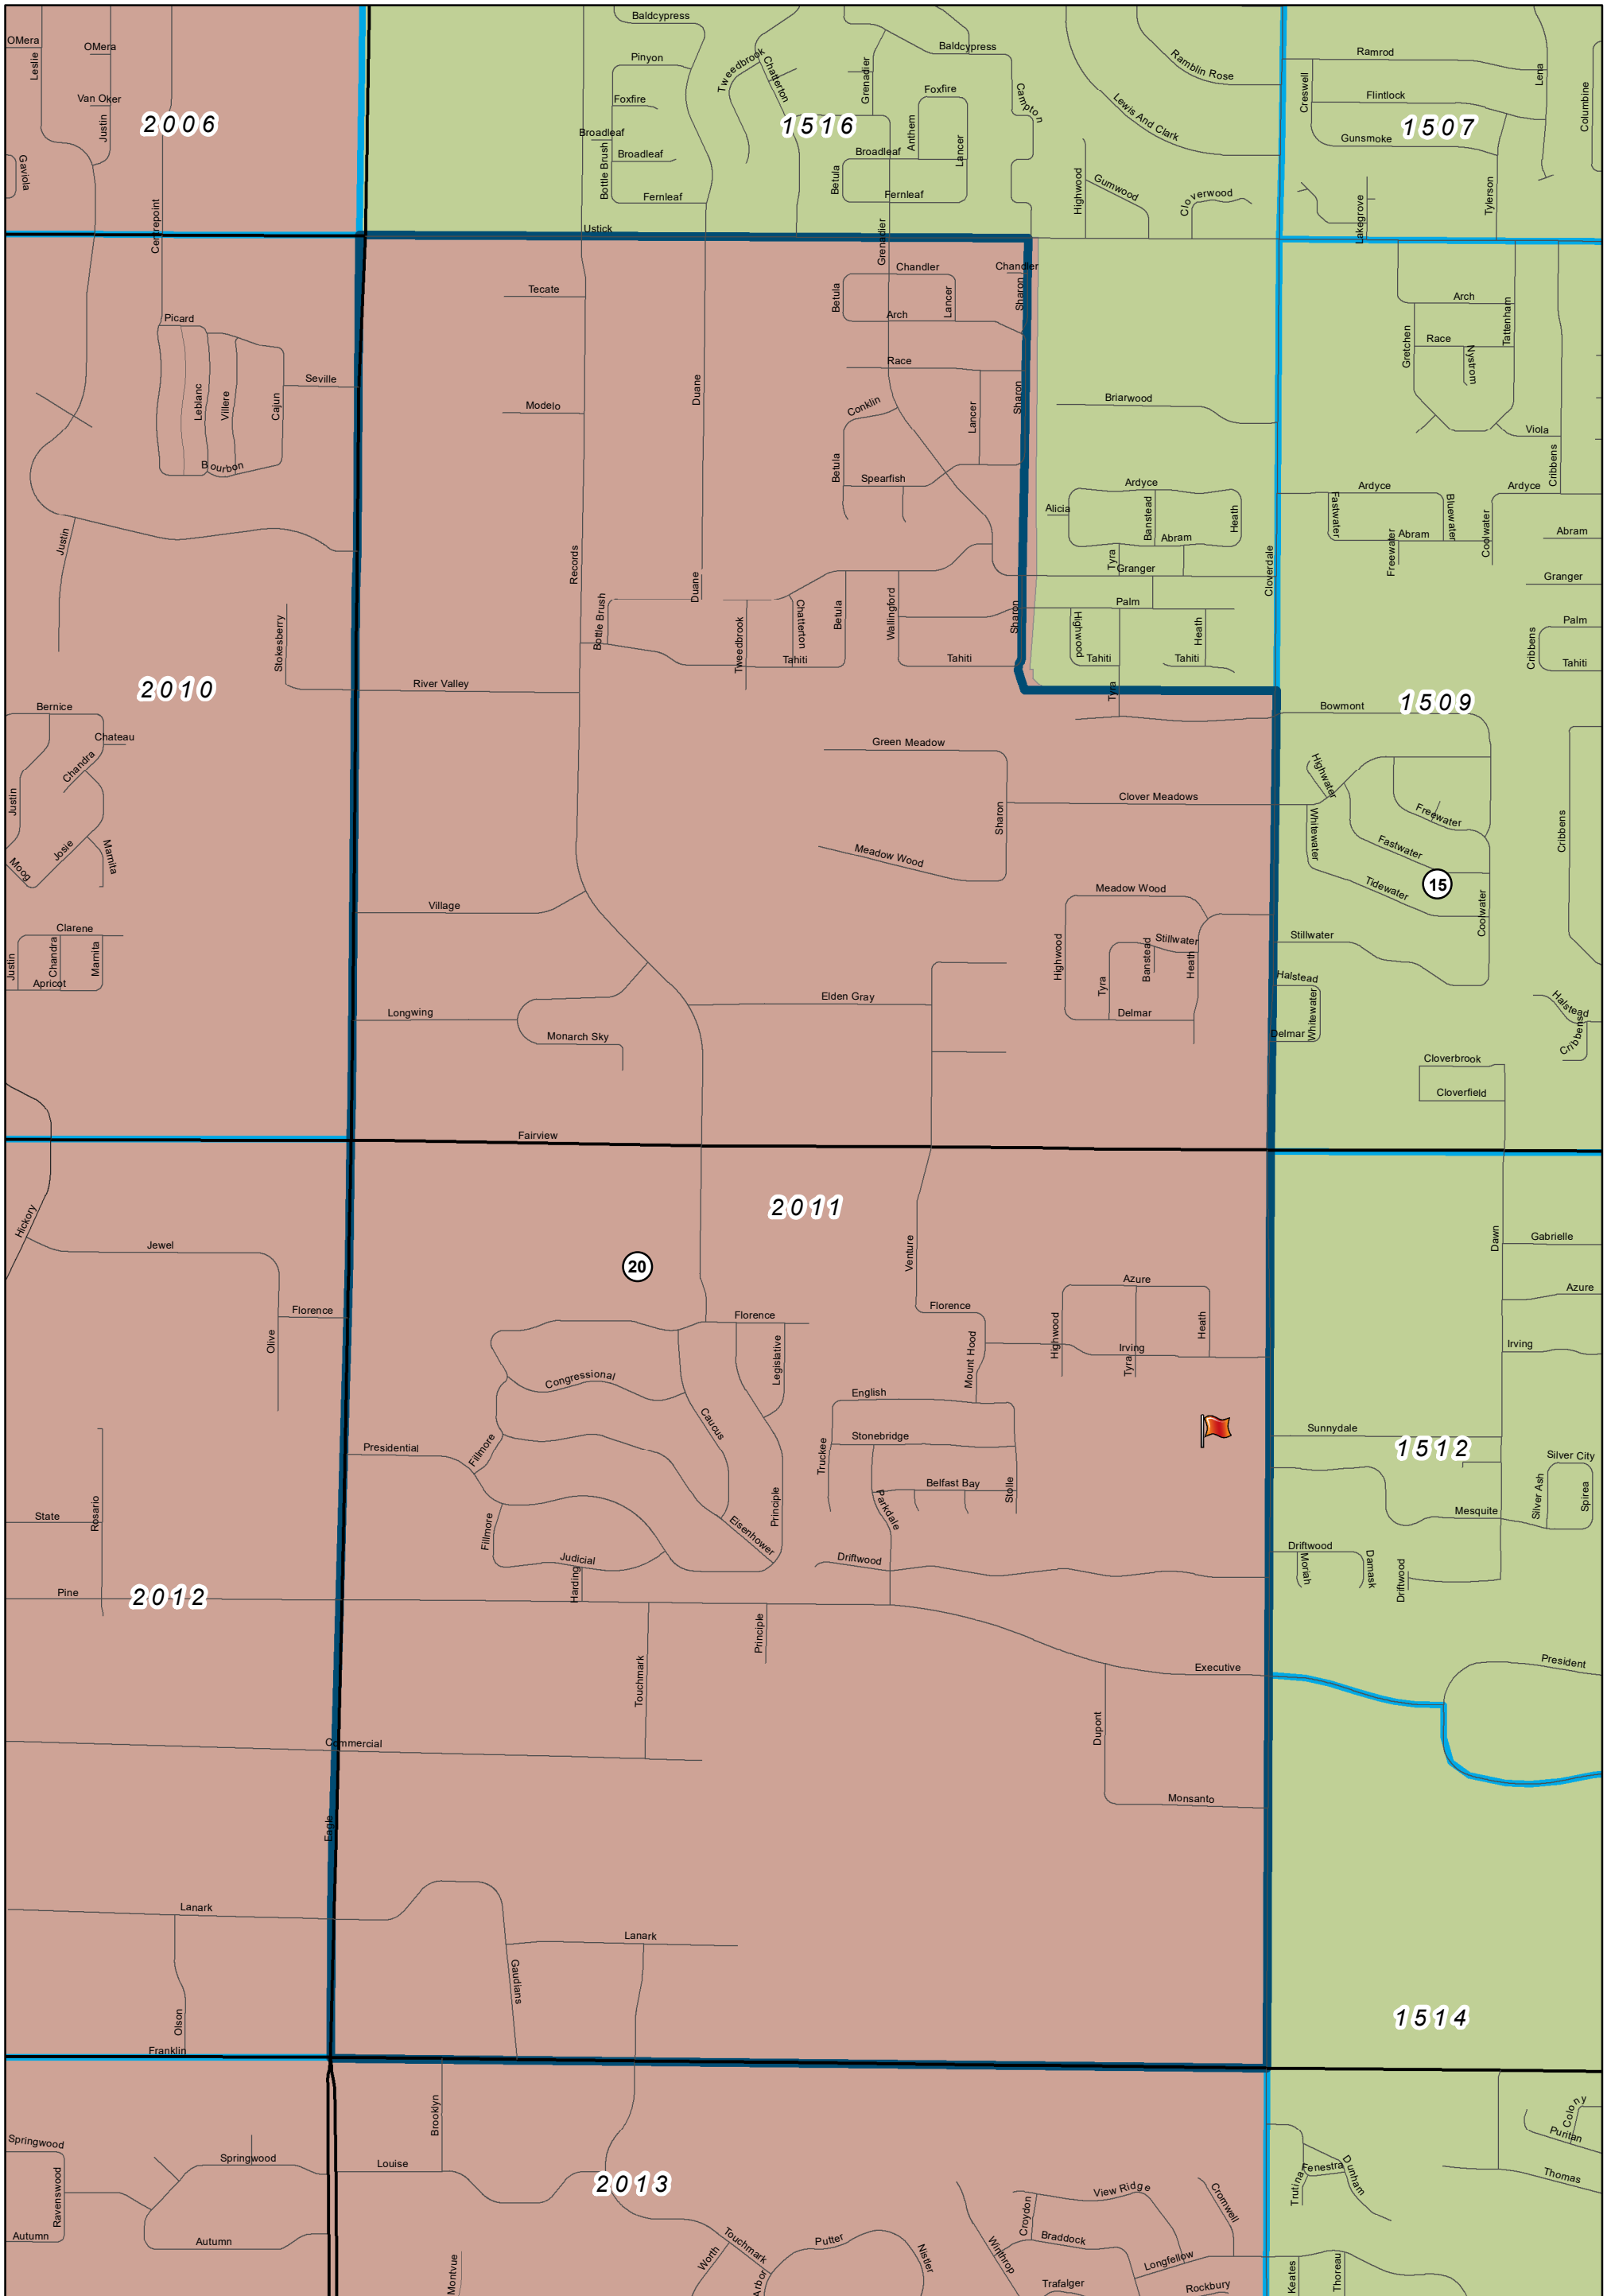 OMera
Leslie
OMera
Van Oker
Justin
2006
Gaviola
Centrepoint
Baldcypress
Pinyon
Foxfire
Broadleaf
Broadleaf
Bottle Brush
Fernleaf
Ustick
Tweedbrook
Chatterton
Grenadier
1516
Baldcypress
Foxfire
Anthem
Lancer
Broadleaf
Betula
Fernleaf
Grenadier
Campton
Ramblin Rose
Lewis And Clark
Highwood
Gumwood
Cloverwood
Ramrod
Creswell
Flintlock
Lena
Columbine
1507
Gunsmoke
Tylerson
Lakegrove
Picard
Leblanc
Villere
Cajun
Seville
Bourbon
Justin
Stokesberry
2010
Tecate
Modelo
Duane
Records
Duane
Bottle Brush
Chandler
Chandler
Betula
Lancer
Sharon
Arch
Race
Conklin
Lancer
Sharon
Betula
Spearfish
Tweedbrook
Chatterton
Betula
Wallingford
Sharon
Tahiti
Tahiti
River Valley
Briarwood
Ardyce
Alicia
Banstead
Heath
Abram
Tyra
Granger
Palm
Highwood
Heath
Tahiti
Tahiti
Tyra
Cloverdale
Arch
Tattenham
Gretchen
Race
Nystrom
Viola
Cribbens
Ardyce
Ardyce
Fastwater
Bluewater
Coolwater
Freewater
Abram
Abram
Granger
Palm
Cribbens
Tahiti
1509
Bernice
Chateau
Chandra
Justin
Josie
Moog
Marnita
Clarene
Justin
Chandra
Marnita
Apricot
Green Meadow
Clover Meadows
Sharon
Meadow Wood
Village
Meadow Wood
Highwood
Stillwater
Banstead
Heath
Tyra
Delmar
Elden Gray
Longwing
Monarch Sky
Bowmont
Highwater
Whitewater
Freewater
Fastwater
15
Tidewater
Coolwater
Cribbens
Stillwater
Halstead
Whitewater
Delmar
Halstead
Cribbens
Cloverbrook
Cloverfield
Fairview
2011
20
Hickory
Jewel
Florence
Olive
Venture
Florence
Florence
Legislative
Congressional
Caucus
Mount Hood
Azure
Highwood
Heath
Irving
Tyra
Dawn
Gabrielle
Azure
Irving
English
Stonebridge
Truckee
Belfast Bay
Stolle
Parkdale
Presidential
Fillmore
Fillmore
Principle
Eisenhower
Judicial
Harding
Driftwood
Sunnydale
1512
Silver City
Silver Ash
Spirea
Mesquite
Driftwood
Moriah
Damask
Driftwood
State
Rosario
Pine
2012
Principle
Touchmark
Executive
Dupont
Monsanto
President
Commercial
Eagle
Lanark
Lanark
Gaudians
Olson
Franklin
1514
Springwood
Springwood
Ravenswood
Autumn
Autumn
Brooklyn
Louise
2013
Montvue
Touchmark
Worth
Arbor
Putter
Nistler
Winthrop
Croydon
View Ridge
Braddock
Cromwell
Longfellow
Trafalger
Rockbury
Trutina
Fenestra
Dunham
Keates
Thoreau
Colony
Puritan
Thomas